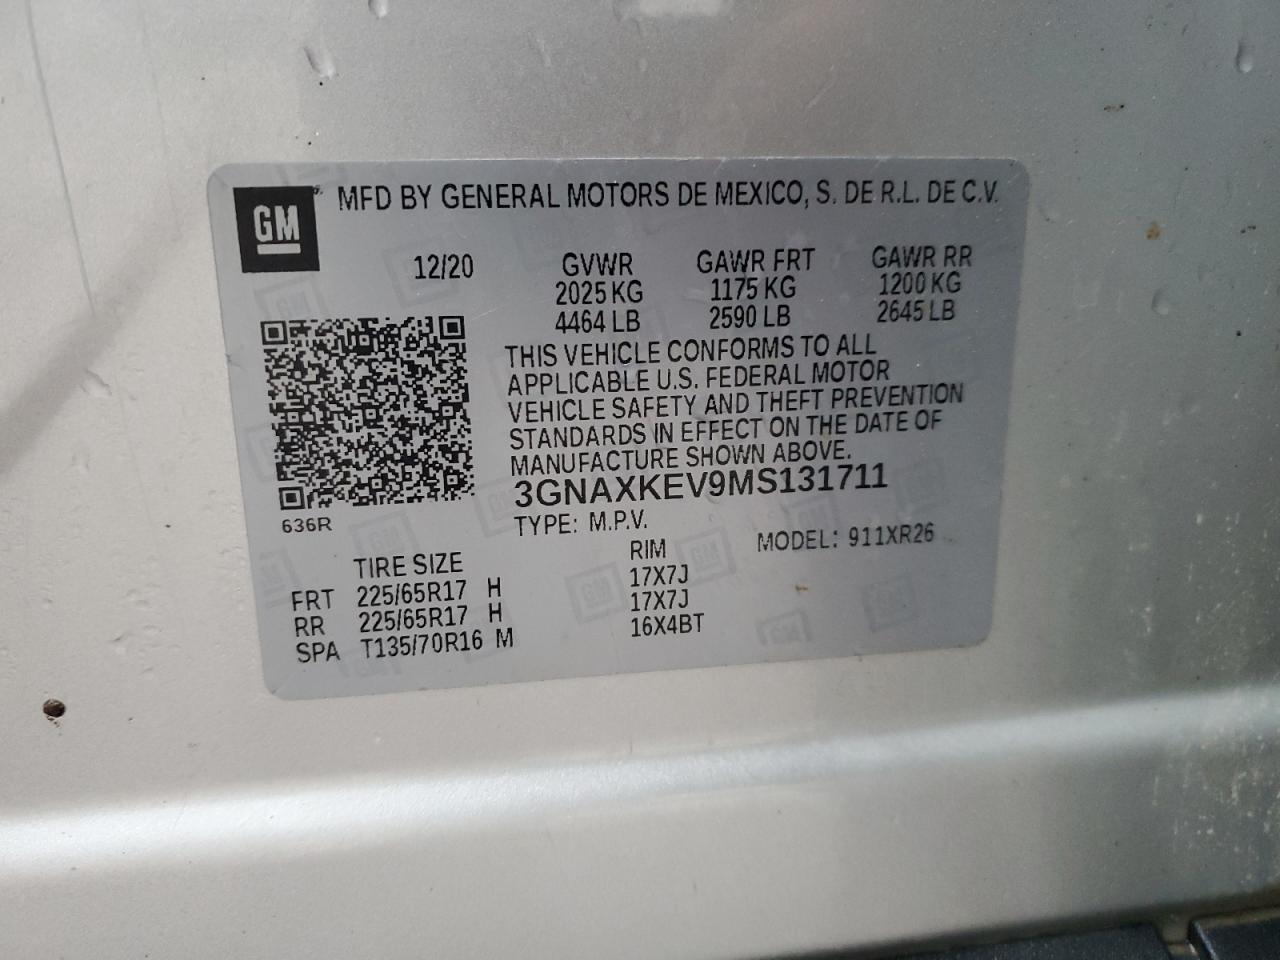 GM
MFD BY GENERAL MOTORS DE MEXICO, S. DE R.L. DE C.V.
12/20 GVWR GAWR FRT GAWR RR
2025 KG 1175 KG 1200 KG
4464 LB 2590 LB 2645 LB
THIS VEHICLE CONFORMS TO ALL
APPLICABLE U.S. FEDERAL MOTOR
VEHICLE SAFETY AND THEFT PREVENTION
STANDARDS IN EFFECT ON THE DATE OF
MANUFACTURE SHOWN ABOVE.
3GNAXKEV9MS131711
636R
TYPE: M.P.V. MODEL: 911XR26
TIRE SIZE RIM
FRT 225/65R17 H 17X7J
RR 225/65R17 H 17X7J
SPA T135/70R16 M 16X4BT